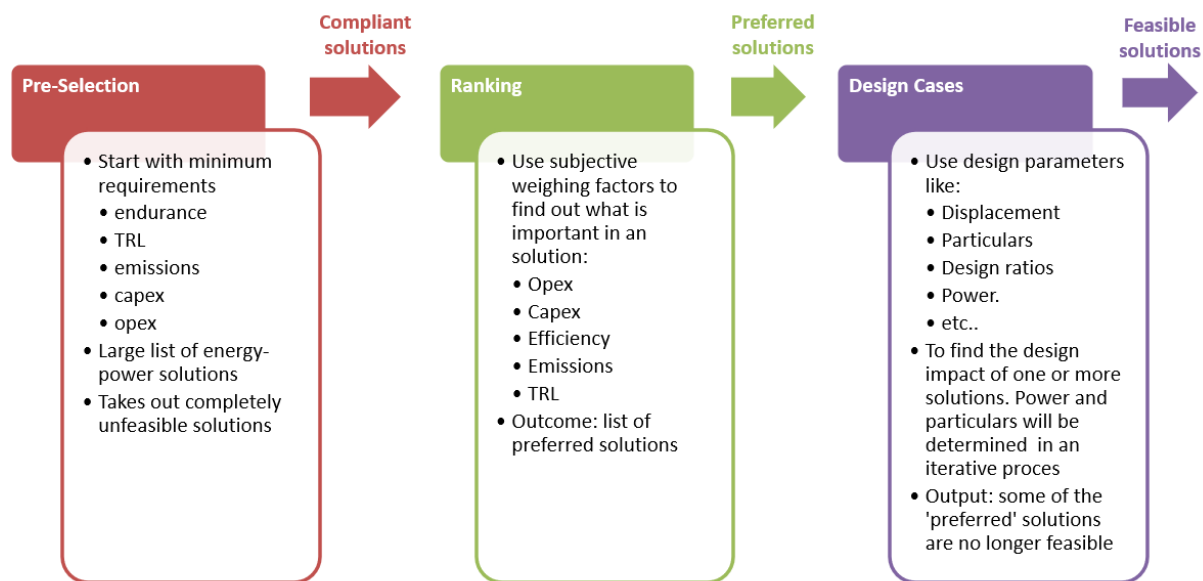 Compliant
solutions
Pre-Selection
• Start with minimum
requirements
• endurance
• TRL
• emissions
• capex
• opex
• Large list of energy-
power solutions
• Takes out completely
unfeasible solutions
Preferred
solutions
Ranking
• Use subjective
weighing factors to
find out what is
important in an
solution:
• Opex
• Capex
• Efficiency
• Emissions
• TRL
• Outcome: list of
preferred solutions
Feasible
solutions
Design Cases
• Use design parameters
like:
• Displacement
• Particulars
• Design ratios
• Power.
• etc..
• To find the design
impact of one or more
solutions. Power and
particulars will be
determined  in an
iterative proces
• Output: some of the
'preferred' solutions
are no longer feasible